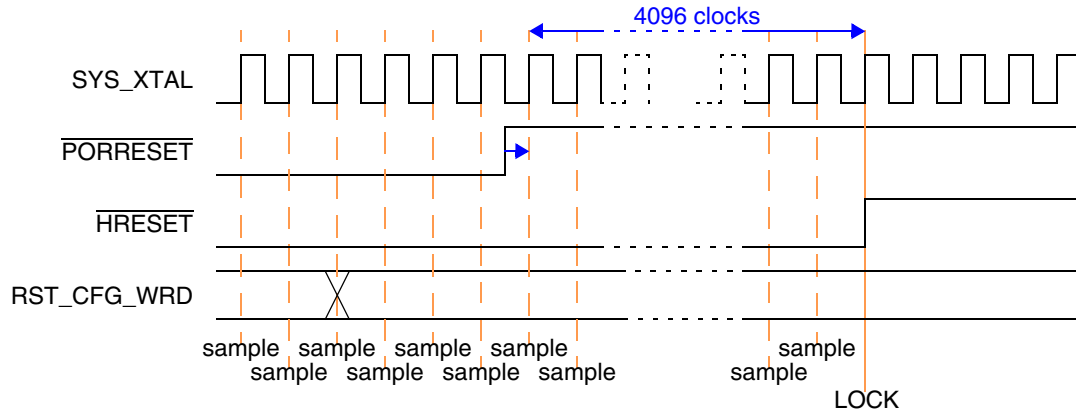 4096 clocks
SYS_XTAL
PORRESET
HRESET
RST_CFG_WRD
sample sample sample sample sample
sample sample sample sample sample
LOCK